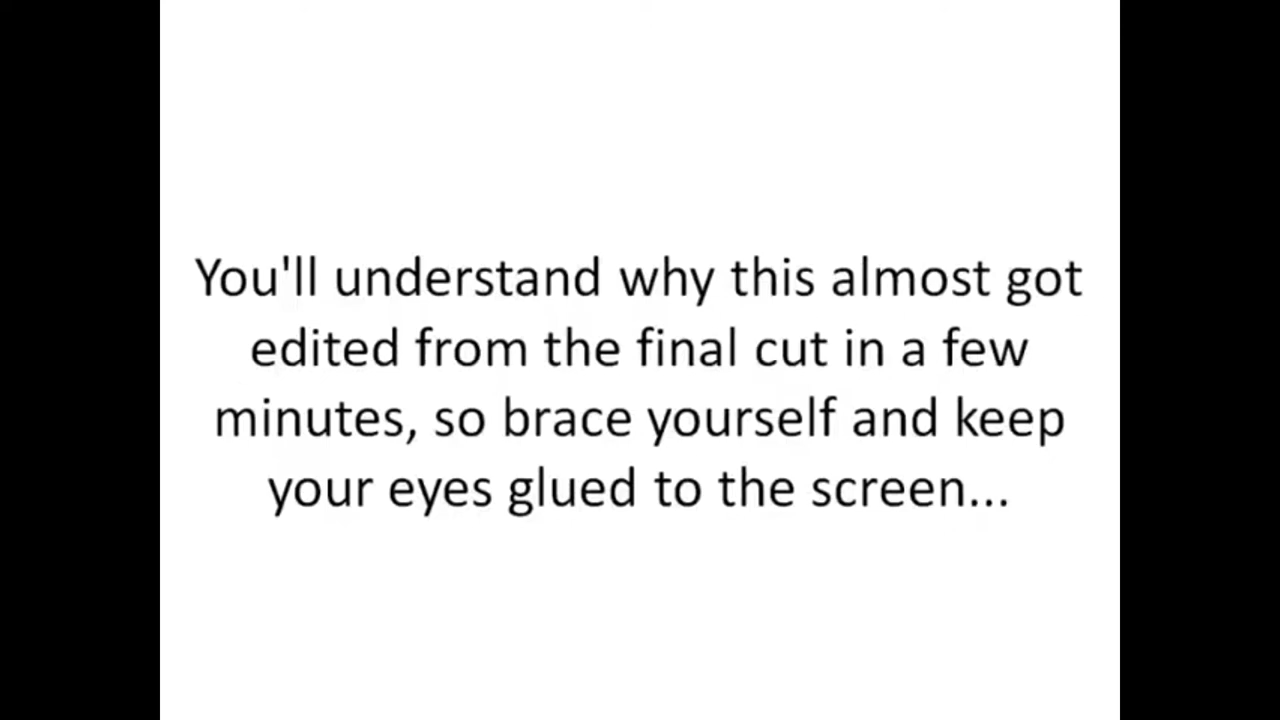 You'll understand why this almost got
edited from the final cut in a few
minutes, so brace yourself and keep
your eyes glued to the screen...